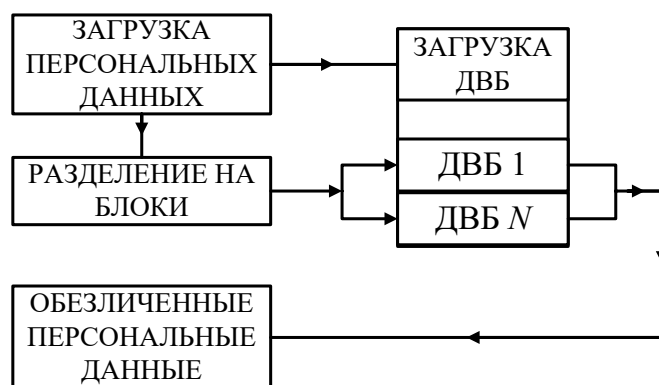 ЗАГРУЗКА
ПЕРСОНАЛЬНЫХ
ДАННЫХ
ЗАГРУЗКА
ДВБ
РАЗДЕЛЕНИЕ НА
БЛОКИ
ДВБ 1
ДВБ N
ОБЕЗЛИЧЕННЫЕ
ПЕРСОНАЛЬНЫЕ
ДАННЫЕ